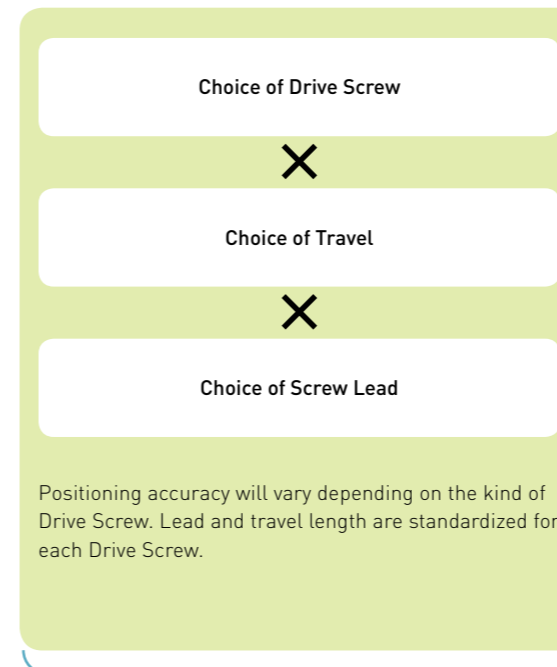 Choice of Drive Screw
×
Choice of Travel
×
Choice of Screw Lead
Positioning accuracy will vary depending on the kind of
Drive Screw. Lead and travel length are standardized for
each Drive Screw.